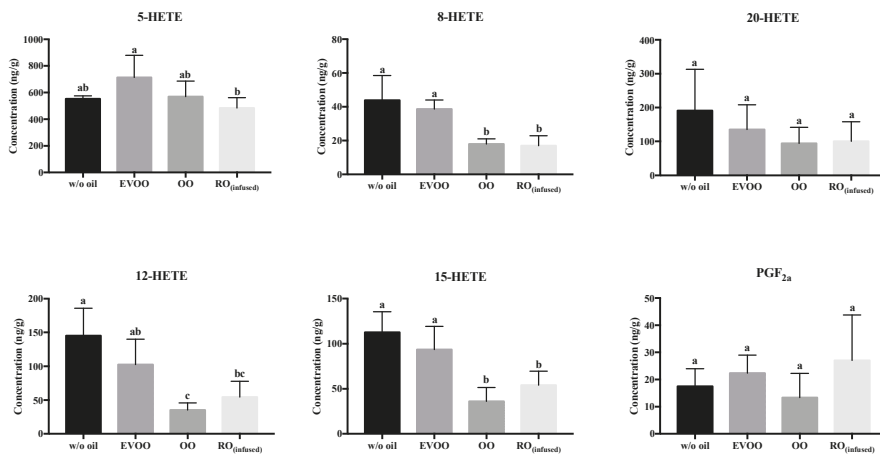 5-HETE
Concentration (ng/g)
1000
800
600
400
200
0
ab
a
ab
b
w/o oil EVOO OO RO(infused)
8-HETE
Concentration (ng/g)
60
40
20
0
a
a
b
b
w/o oil EVOO OO RO(infused)
20-HETE
Concentration (ng/g)
400
300
200
100
0
a
a
a
a
w/o oil EVOO OO RO(infused)
12-HETE
Concentration (ng/g)
200
150
100
50
0
a
ab
c
bc
w/o oil EVOO OO RO(infused)
15-HETE
Concentration (ng/g)
150
100
50
0
a
a
b
b
w/o oil EVOO OO RO(infused)
PGF2a
Concentration (ng/g)
50
40
30
20
10
0
a
a
a
a
w/o oil EVOO OO RO(infused)